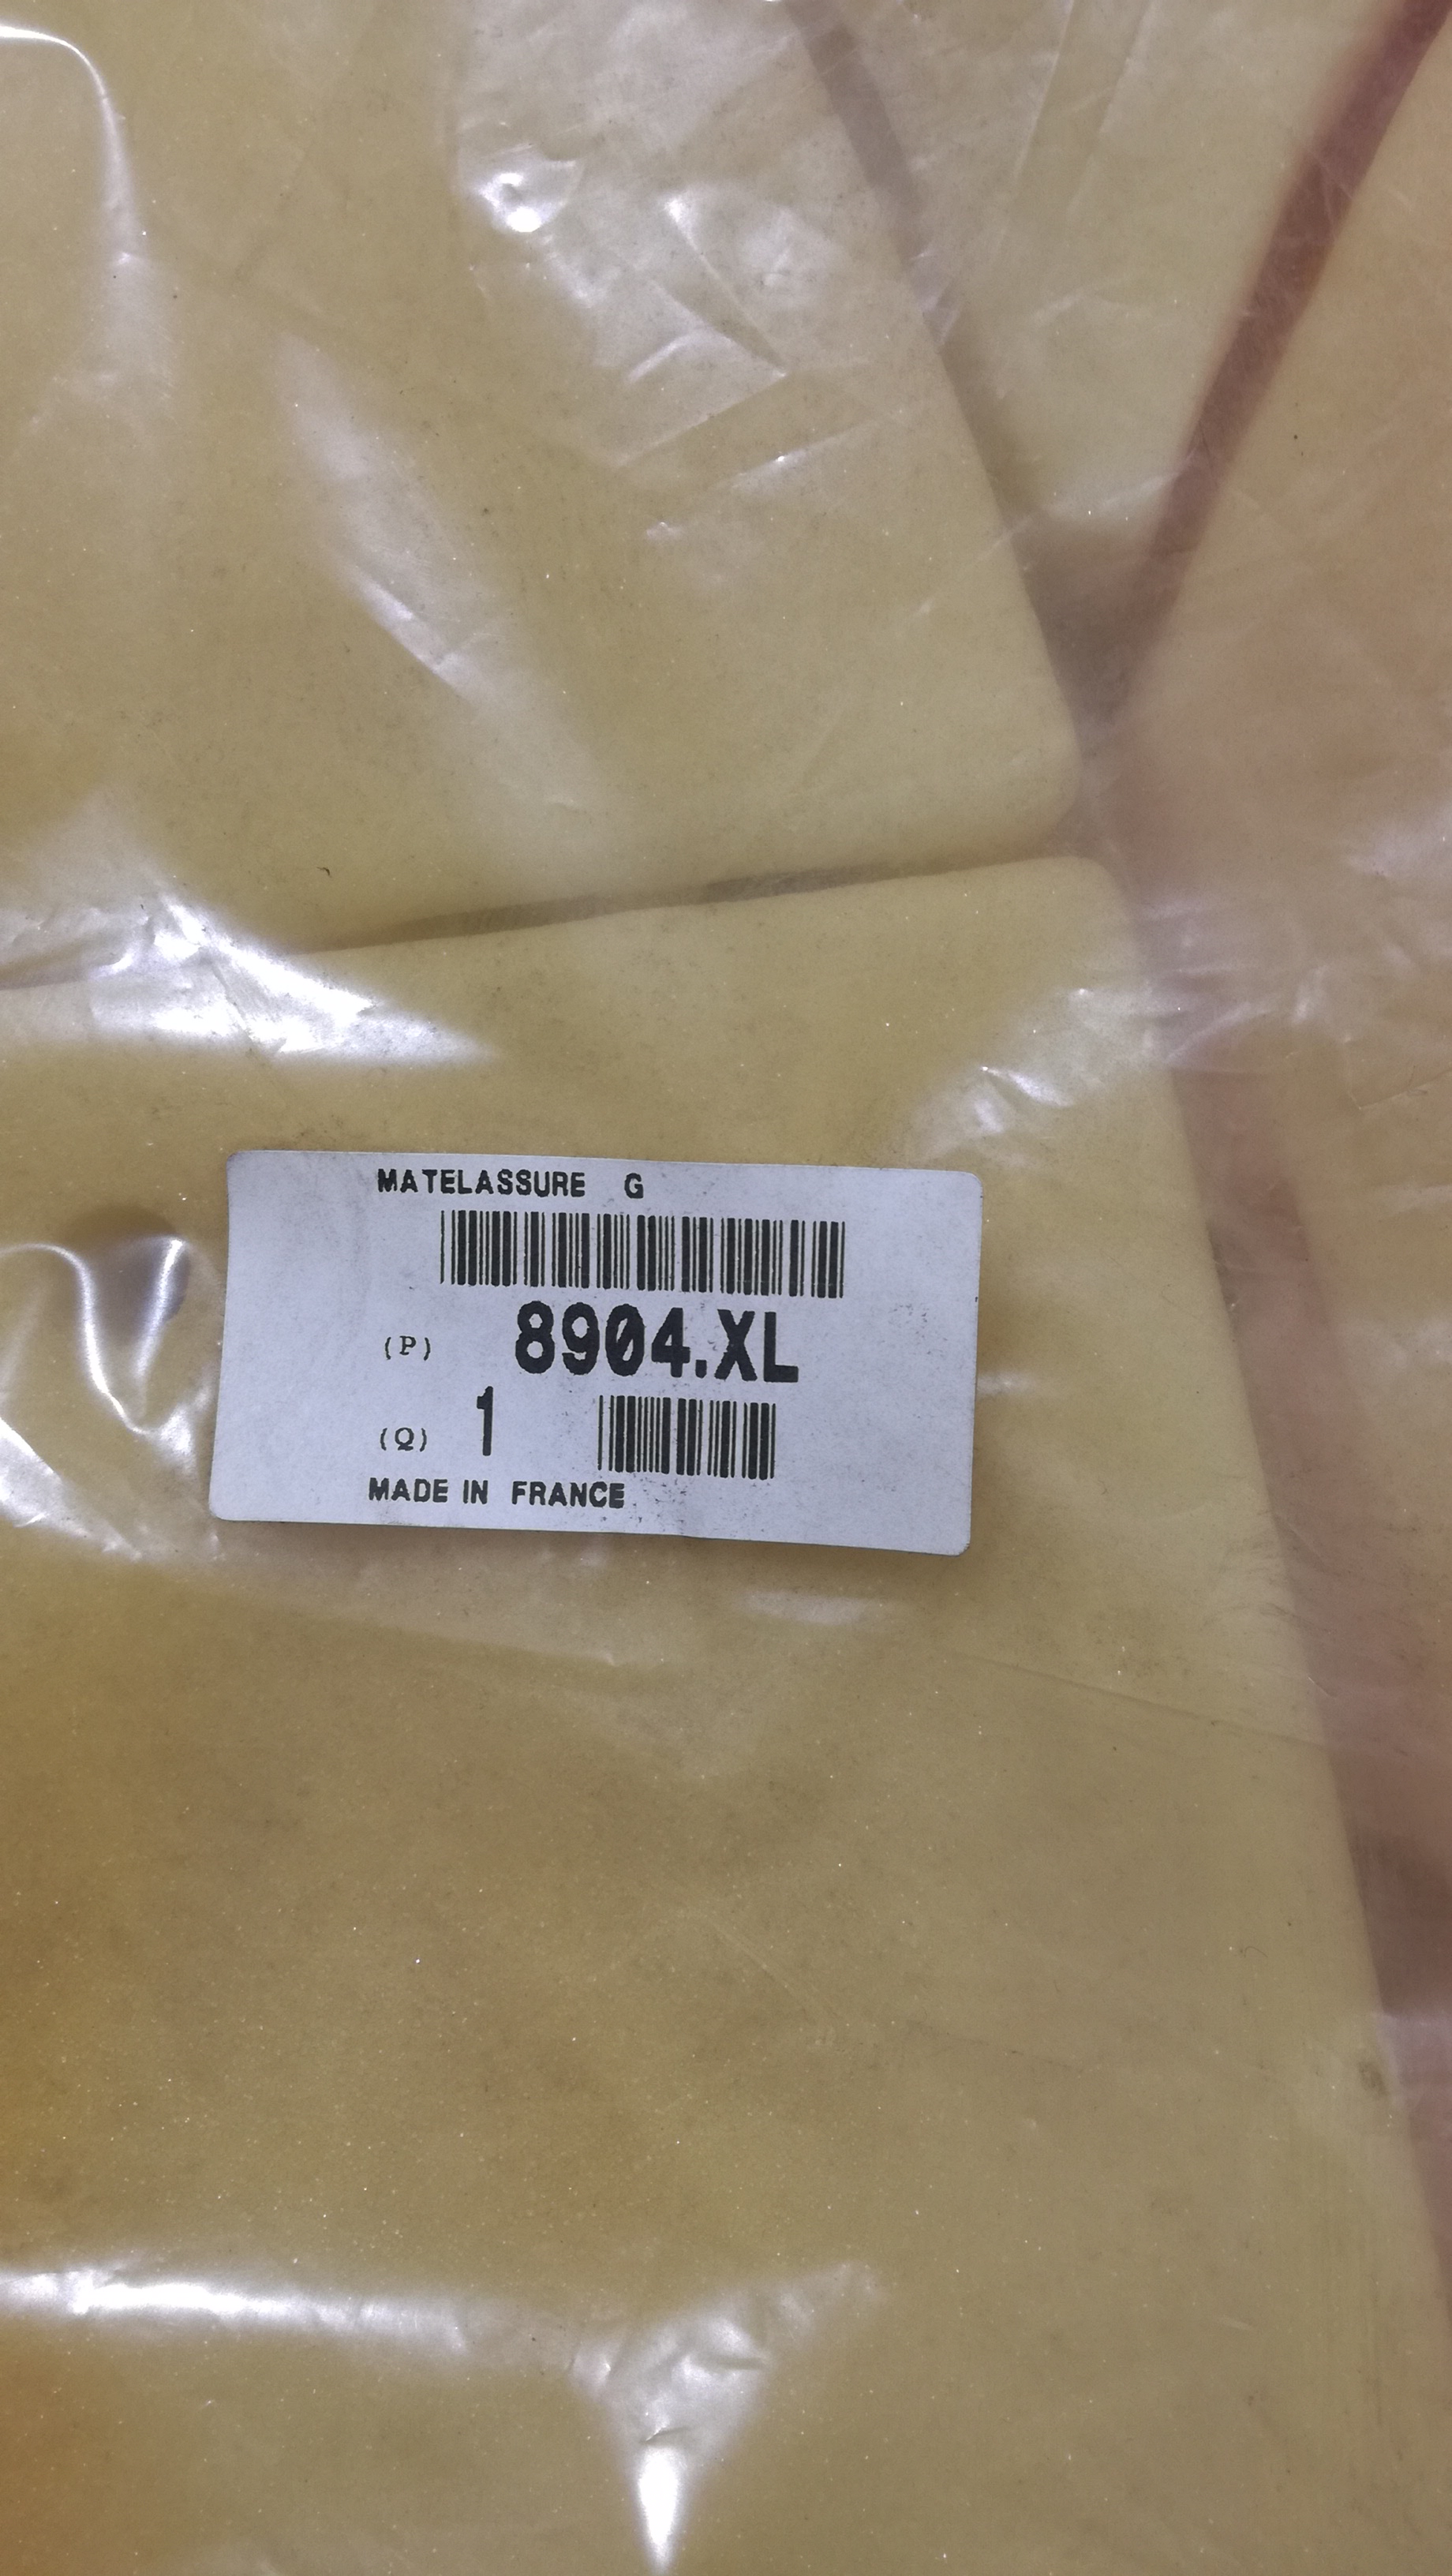 MATELASSURE G
(P) 8904.XL
(Q) 1
MADE IN FRANCE